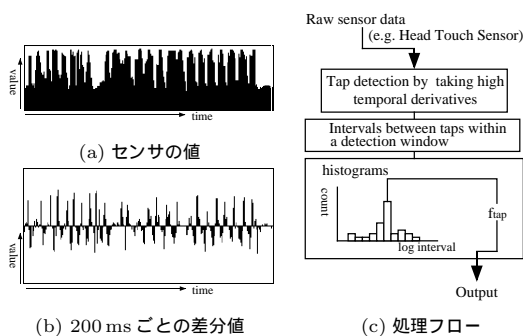 value
time
(a) センサの値
value
time
(b) 200 ms ごとの差分値
Raw sensor data
(e.g. Head Touch Sensor)
Tap detection by taking high
temporal derivatives
Intervals between taps within
a detection window
histograms
count
log interval
ftap
Output
(c) 処理フロー